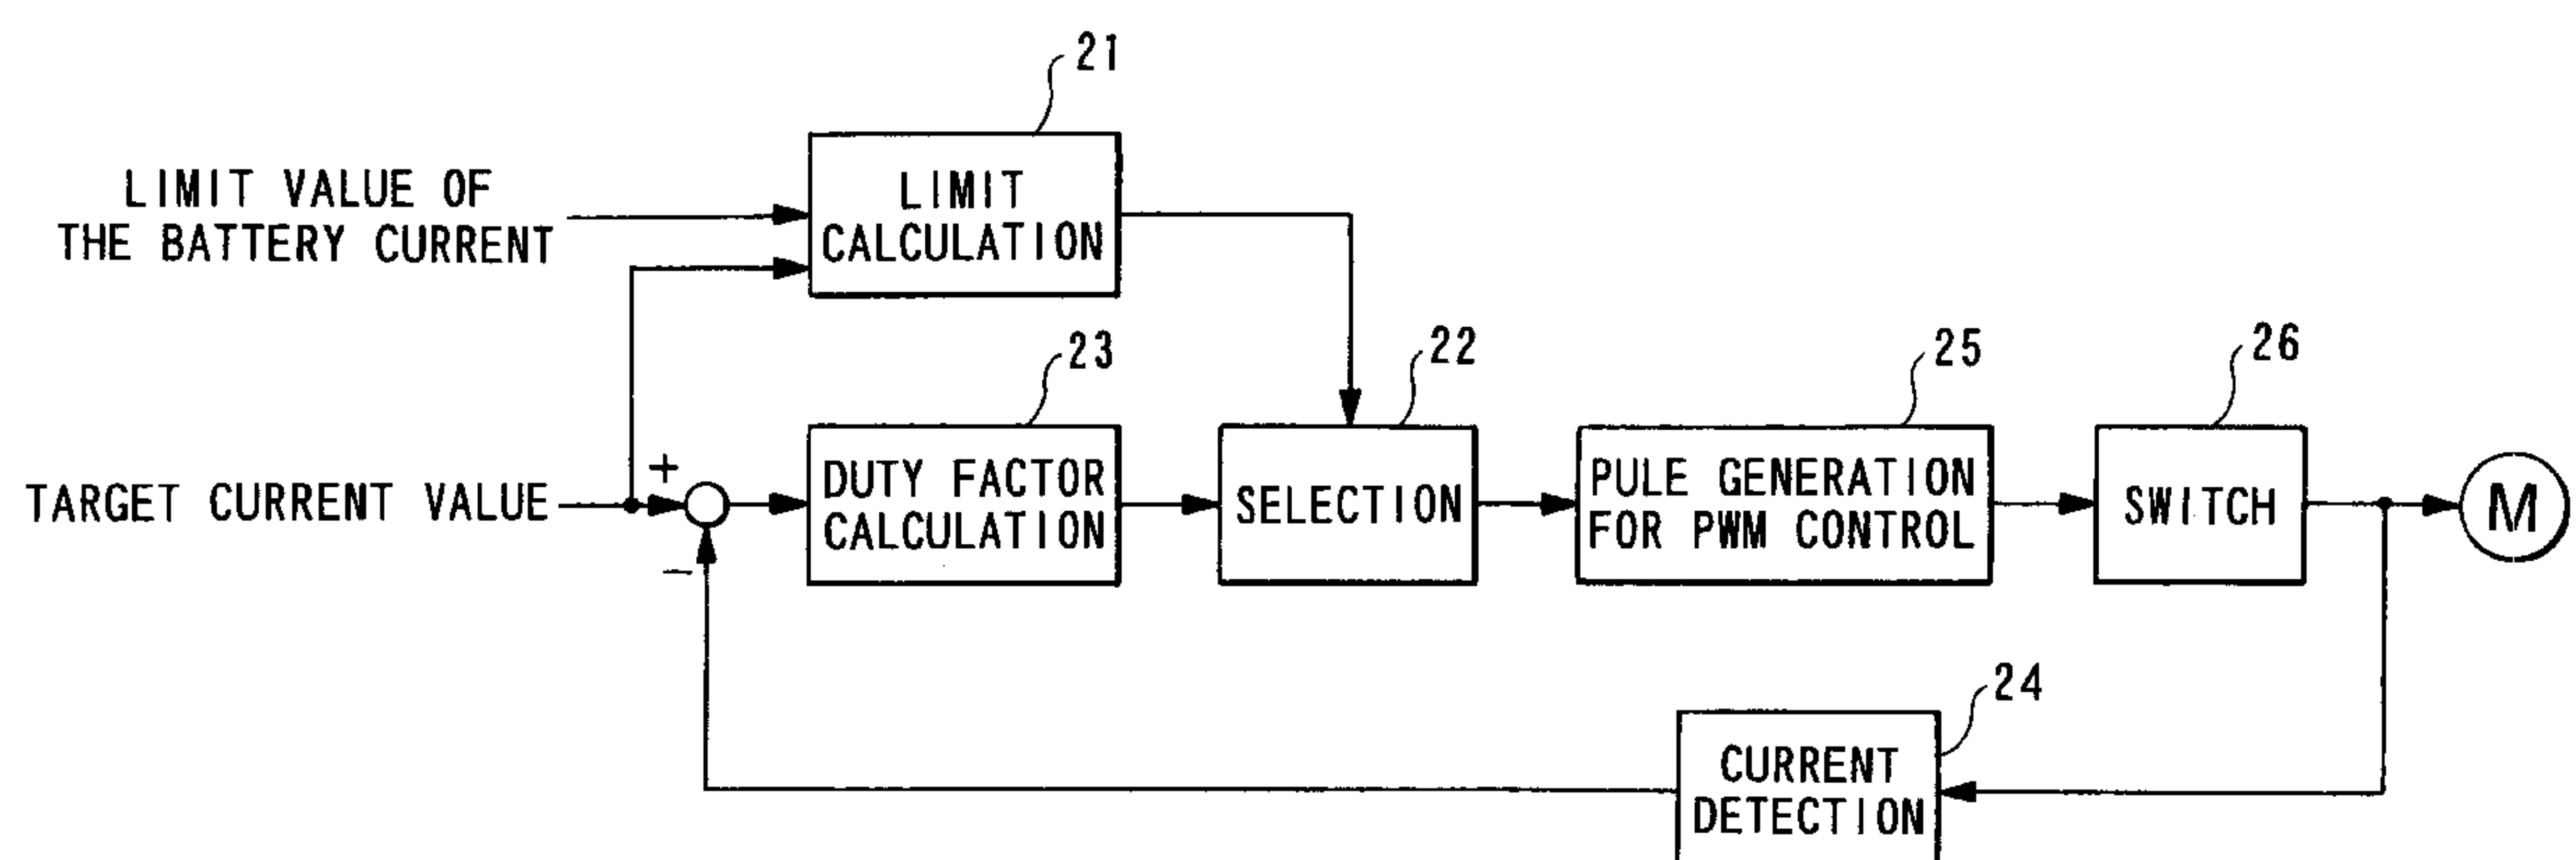 21
LIMIT VALUE OF
THE BATTERY CURRENT
LIMIT
CALCULATION
23
22
25
26
TARGET CURRENT VALUE
+
−
DUTY FACTOR
CALCULATION
SELECTION
PULE GENERATION
FOR PWM CONTROL
SWITCH
M
24
CURRENT
DETECTION